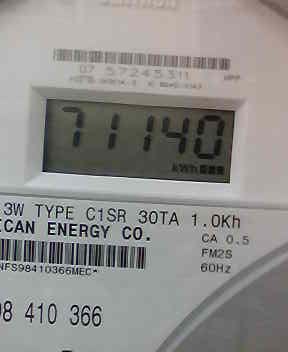 07 57245311
71140
kWh
3W TYPE C1SR 30TA 1.0Kh
ICAN ENERGY CO.
CA 0.5
FM2S
60Hz
NFS98410366MEC*
98 410 366